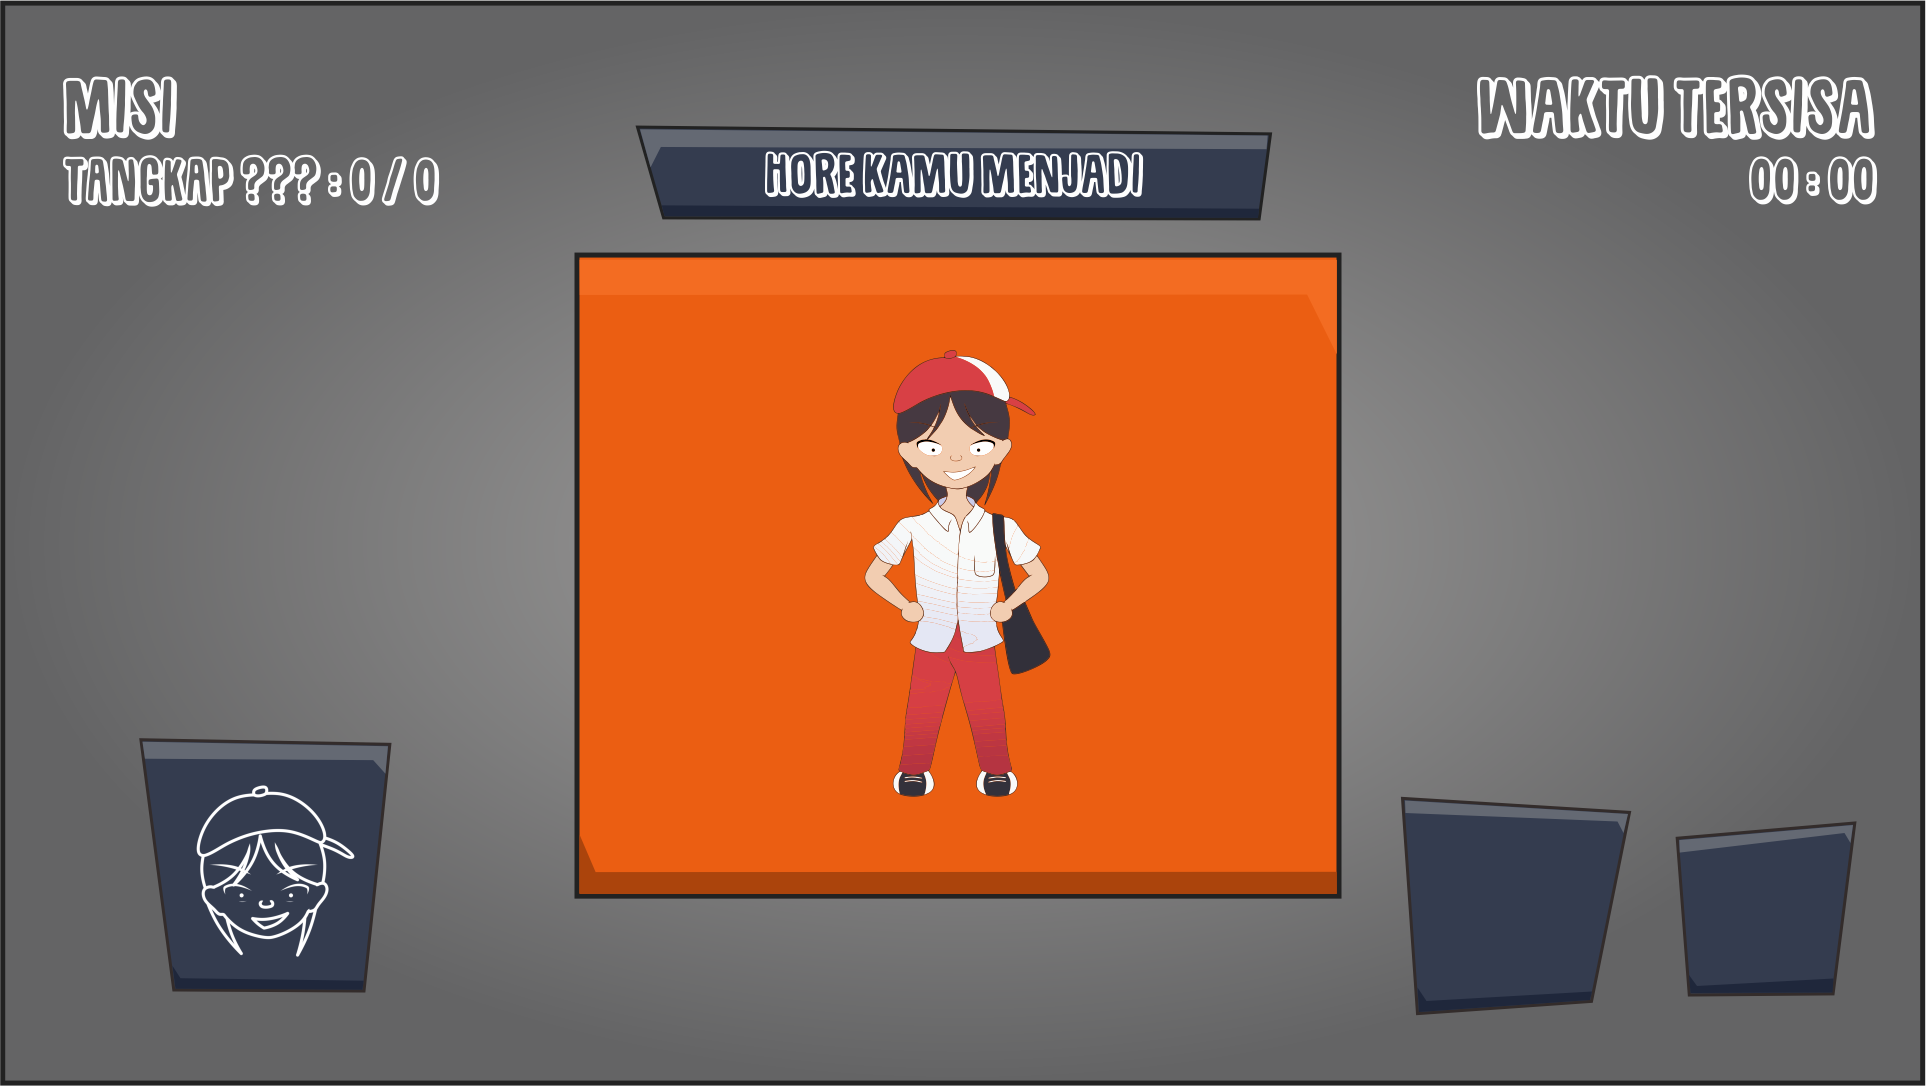 MISI
TANGKAP ??? : 0 / 0
WAKTU TERSISA
00 : 00
HORE KAMU MENJADI